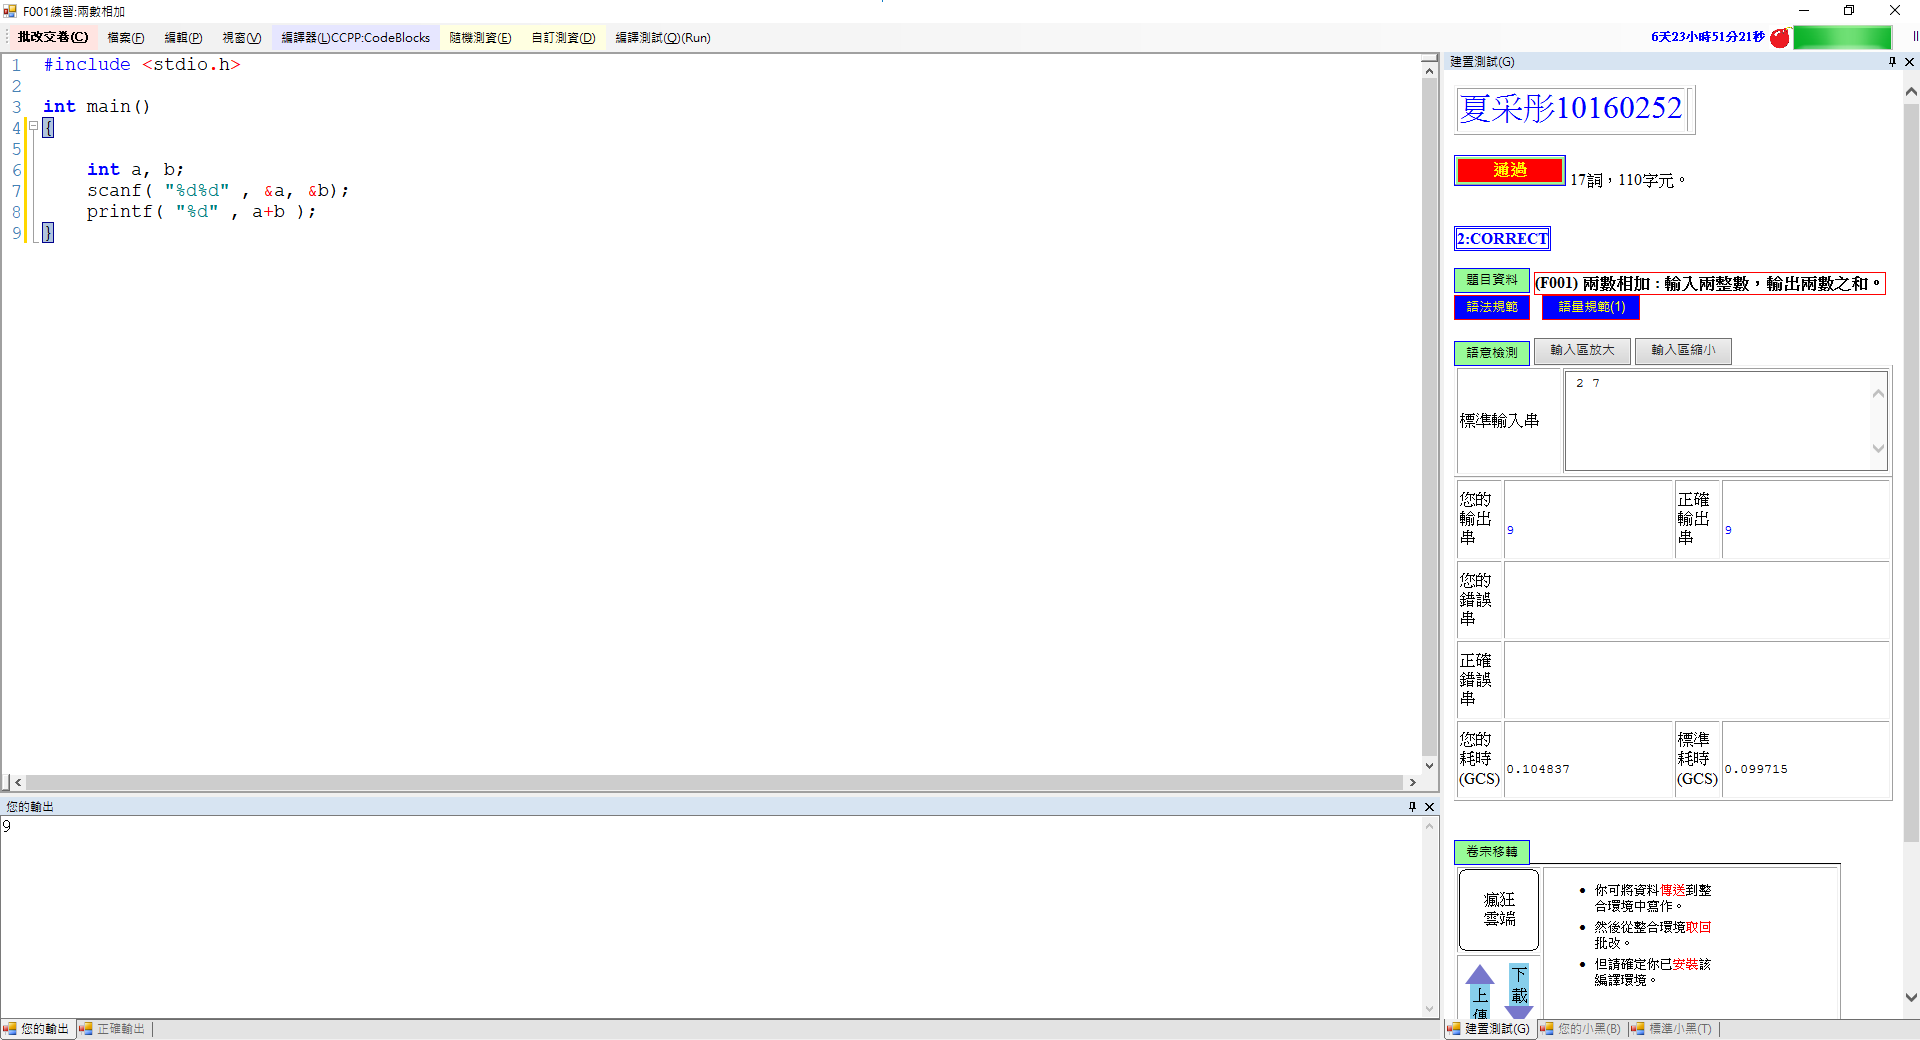 F001練習:兩數相加
批改交卷(C) 檔案(F) 編輯(P) 視窗(V) 編譯器(L)CCPP:CodeBlocks 隨機測資(E) 自訂測資(D) 編譯測試(Q)(Run) 6天23小時51分21秒
1 #include <stdio.h>
2
3 int main()
4 {
5
6 int a, b;
7 scanf( "%d%d" , &a, &b);
8 printf( "%d" , a+b );
9 }
您的輸出
9
您的輸出 正確輸出
建置測試(G)
夏采彤10160252
通過 17詞，110字元。
2:CORRECT
題目資料 (F001) 兩數相加：輸入兩整數，輸出兩數之和。
語法規範 語量規範(1)
語意檢測 輸入區放大 輸入區縮小
標準輸入串 2 7
您的
輸出
串
9
正確
輸出
串
9
您的
錯誤
串
正確
錯誤
串
您的
耗時
(GCS)
0.104837
標準
耗時
(GCS)
0.099715
卷宗移轉
瘋狂
雲端
上
傳
下
載
你可將資料傳送到整
合環境中寫作。
然後從整合環境取回
批改。
但請確定你已安裝該
編譯環境。
建置測試(G) 您的小黑(B) 標準小黑(T)